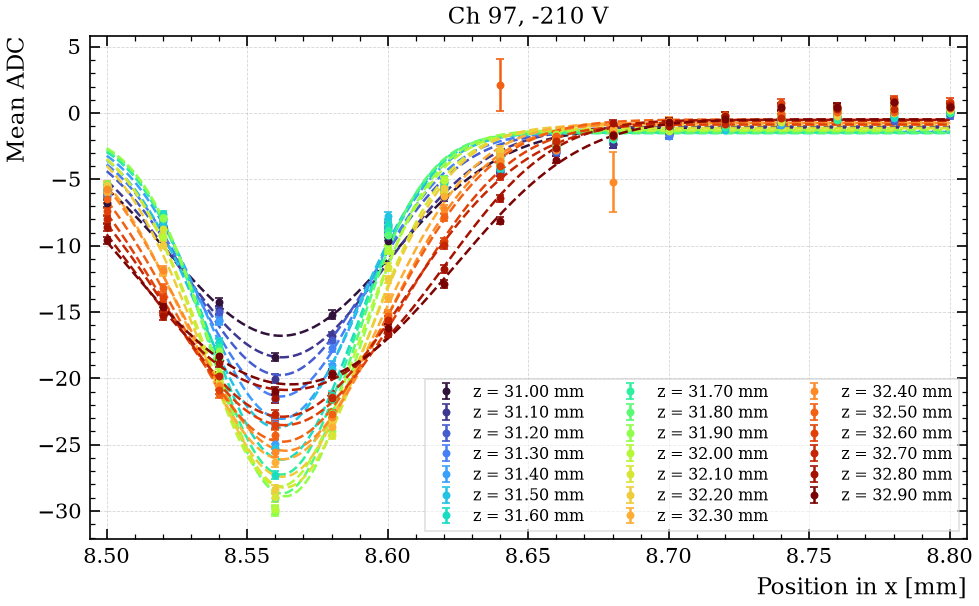 Ch 97, -210 V
Mean ADC
5
0
−5
−10
−15
−20
−25
−30
z = 31.00 mm
z = 31.10 mm
z = 31.20 mm
z = 31.30 mm
z = 31.40 mm
z = 31.50 mm
z = 31.60 mm
z = 31.70 mm
z = 31.80 mm
z = 31.90 mm
z = 32.00 mm
z = 32.10 mm
z = 32.20 mm
z = 32.30 mm
z = 32.40 mm
z = 32.50 mm
z = 32.60 mm
z = 32.70 mm
z = 32.80 mm
z = 32.90 mm
8.50 8.55 8.60 8.65 8.70 8.75 8.80
Position in x [mm]